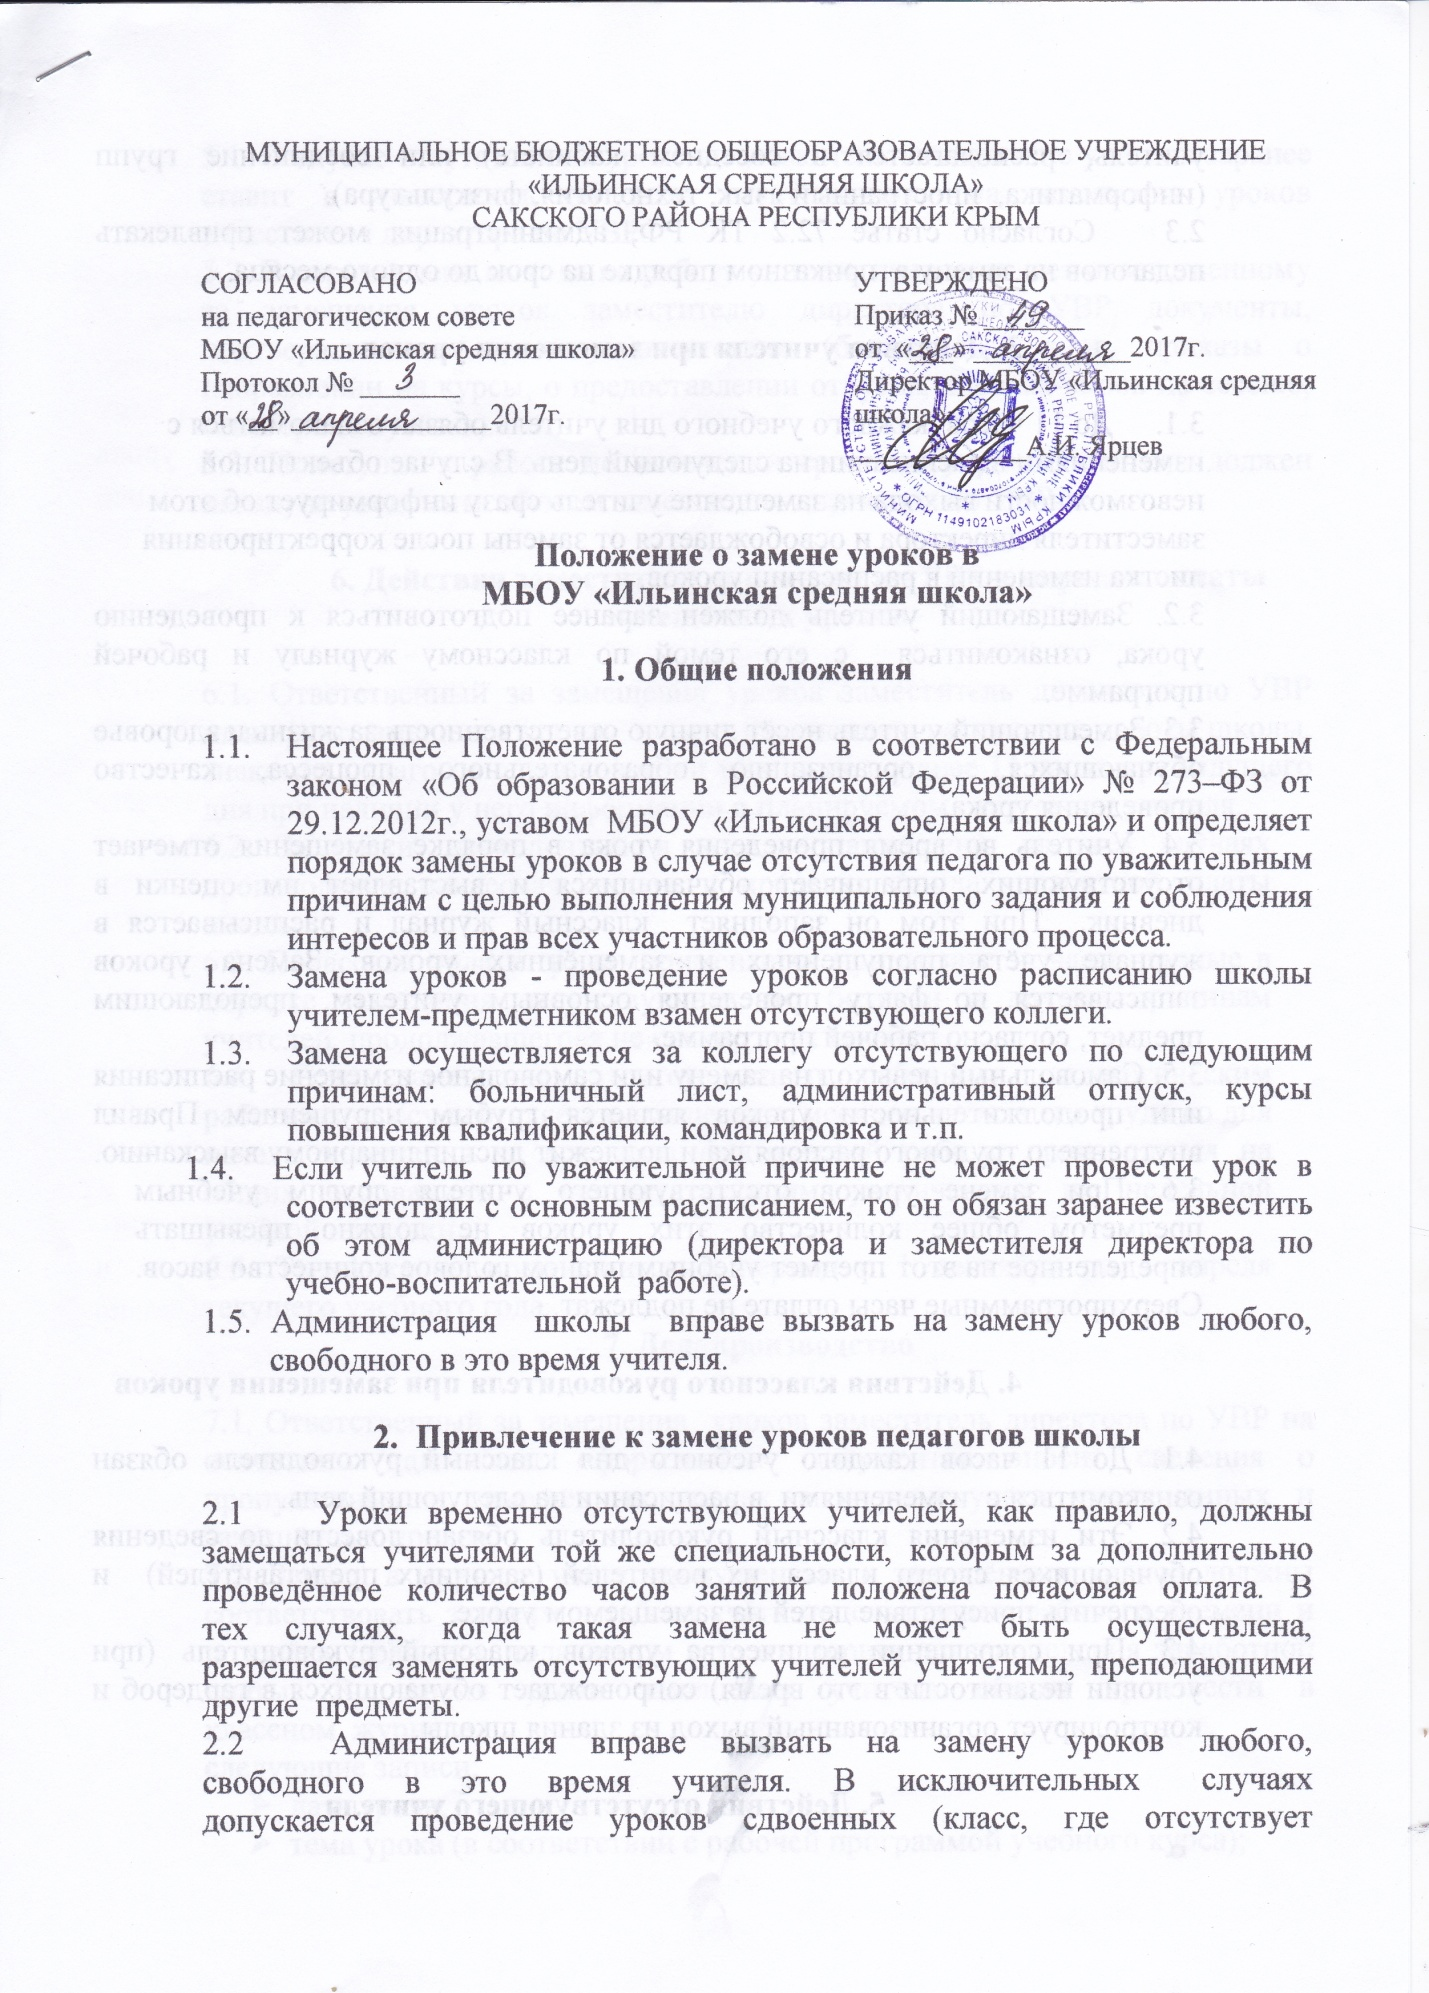 МУНИЦИПАЛЬНОЕ БЮДЖЕТНОЕ ОБЩЕОБРАЗОВАТЕЛЬНОЕ УЧРЕЖДЕНИЕ
«ИЛЬИНСКАЯ СРЕДНЯЯ ШКОЛА»
САКСКОГО РАЙОНА РЕСПУБЛИКИ КРЫМ
СОГЛАСОВАНО
на педагогическом совете
МБОУ «Ильинская средняя школа»
Протокол № 3
от «28» апреля 2017г.
УТВЕРЖДЕНО
Приказ №
от «28» апреля 2017г.
Директор МБОУ «Ильинская средняя
школа»
А.И. Ярцев
ОГРН 1149102183031
Положение о замене уроков в
МБОУ «Ильинская средняя школа»
1. Общие положения
1.1. Настоящее Положение разработано в соответствии с Федеральным
законом «Об образовании в Российской Федерации» № 273–ФЗ от
29.12.2012г., уставом МБОУ «Ильиснкая средняя школа» и определяет
порядок замены уроков в случае отсутствия педагога по уважительным
причинам с целью выполнения муниципального задания и соблюдения
интересов и прав всех участников образовательного процесса.
1.2. Замена уроков - проведение уроков согласно расписанию школы
учителем-предметником взамен отсутствующего коллеги.
1.3. Замена осуществляется за коллегу отсутствующего по следующим
причинам: больничный лист, административный отпуск, курсы
повышения квалификации, командировка и т.п.
1.4. Если учитель по уважительной причине не может провести урок в
соответствии с основным расписанием, то он обязан заранее известить
об этом администрацию (директора и заместителя директора по
учебно-воспитательной работе).
1.5. Администрация школы вправе вызвать на замену уроков любого,
свободного в это время учителя.
2. Привлечение к замене уроков педагогов школы
2.1 Уроки временно отсутствующих учителей, как правило, должны
замещаться учителями той же специальности, которым за дополнительно
проведённое количество часов занятий положена почасовая оплата. В
тех случаях, когда такая замена не может быть осуществлена,
разрешается заменять отсутствующих учителей учителями, преподающими
другие предметы.
2.2 Администрация вправе вызвать на замену уроков любого,
свободного в это время учителя. В исключительных случаях
допускается проведение уроков сдвоенных (класс, где отсутствует